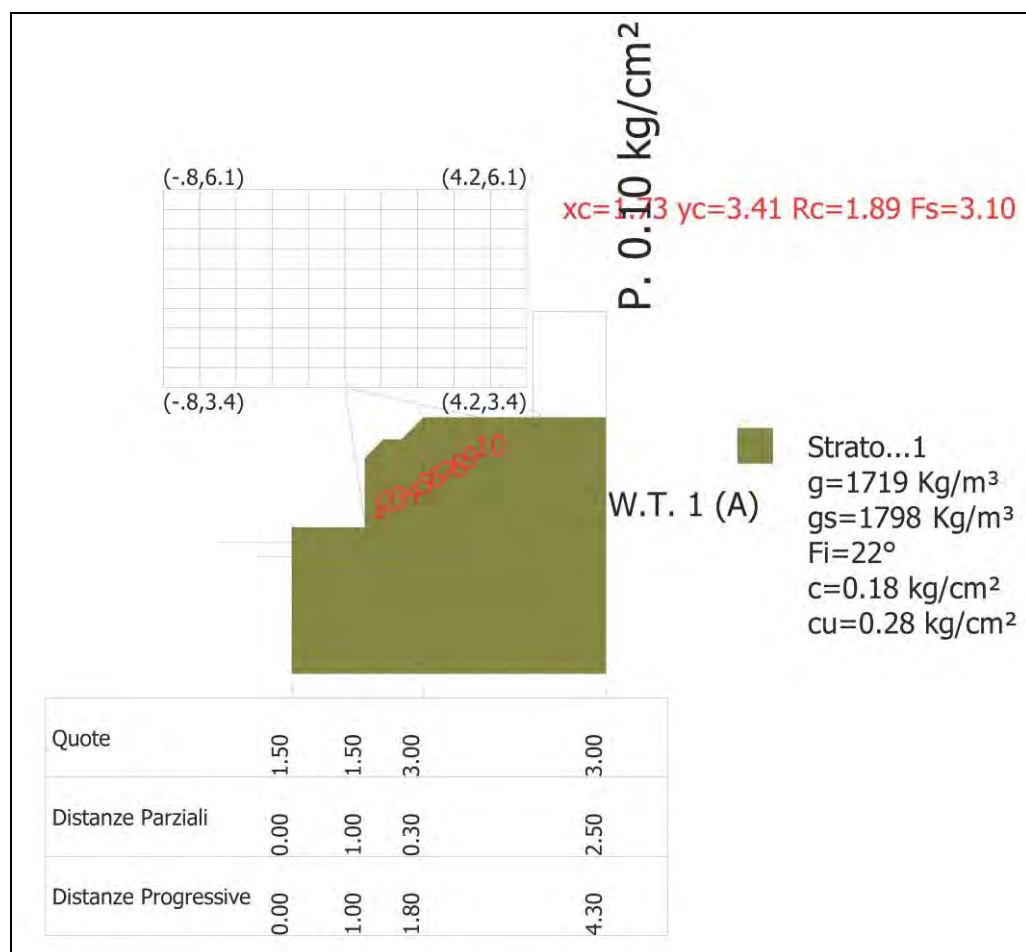 P. 0.10 kg/cm²
(-.8,6.1) (4.2,6.1)
xc=1.73 yc=3.41 Rc=1.89 Fs=3.10
(-.8,3.4) (4.2,3.4)
Strato...1
g=1719 Kg/m³
gs=1798 Kg/m³
Fi=22°
c=0.18 kg/cm²
cu=0.28 kg/cm²
W.T. 1 (A)
Quote 1.50 1.50 3.00 3.00
Distanze Parziali 0.00 1.00 0.30 2.50
Distanze Progressive 0.00 1.00 1.80 4.30